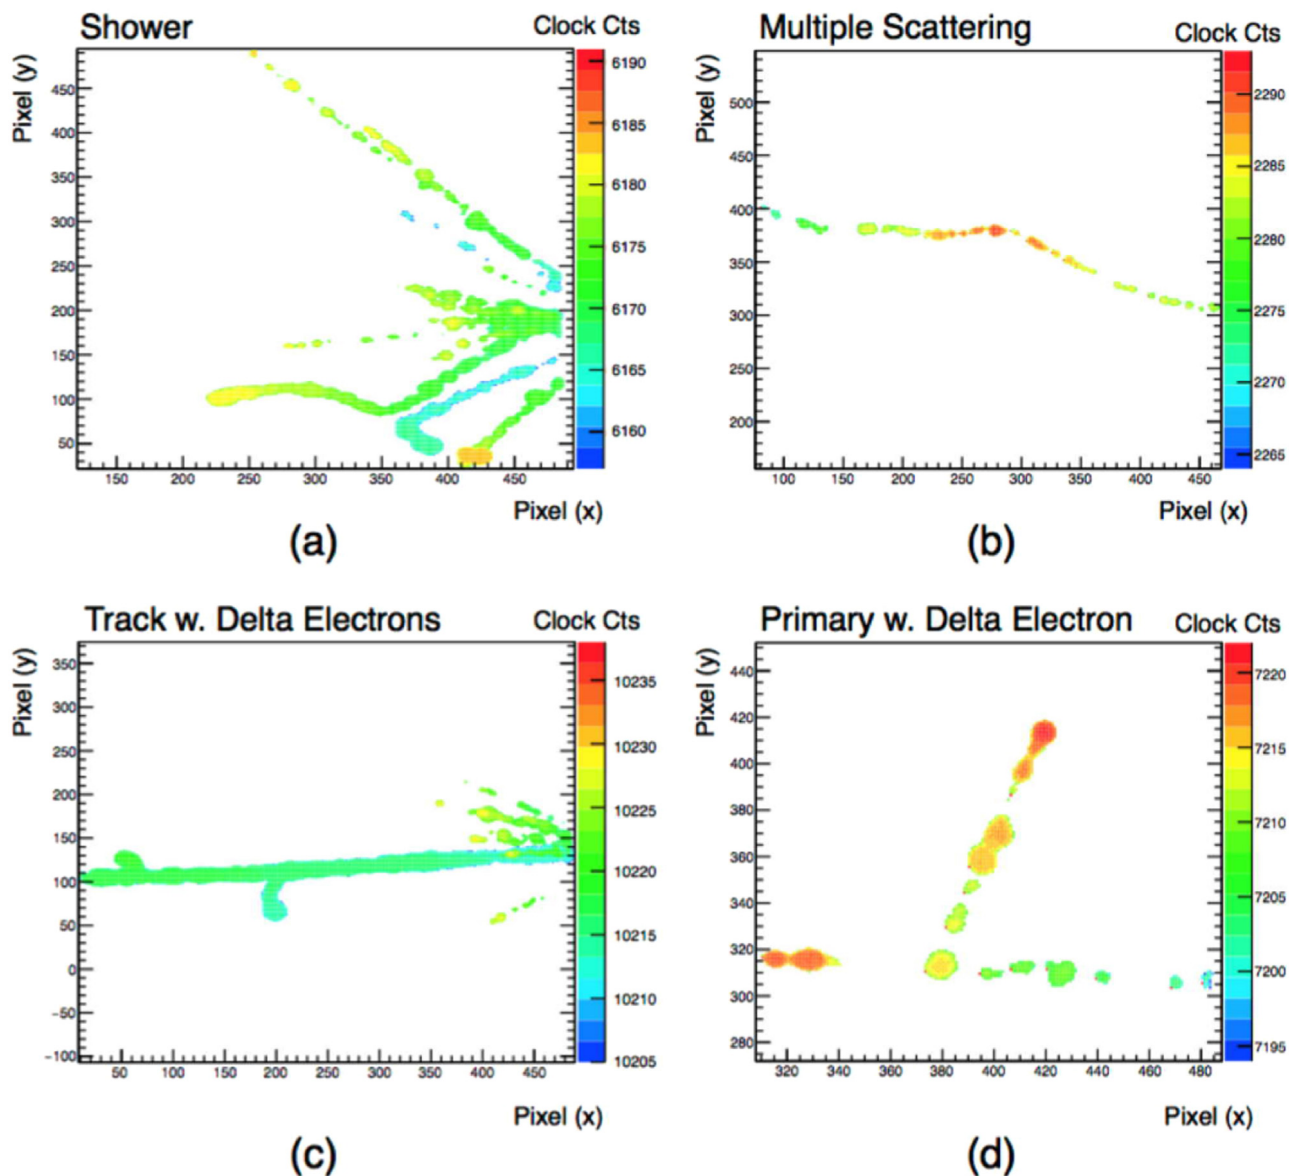 Shower
Clock Cts
Pixel (y)
450
400
350
300
250
200
150
100
50
150 200 250 300 350 400 450
6190
6185
6180
6175
6170
6165
6160
Pixel (x)
(a)
Multiple Scattering
Clock Cts
Pixel (y)
500
450
400
350
300
250
200
100 150 200 250 300 350 400 450
2290
2285
2280
2275
2270
2265
Pixel (x)
(b)
Track w. Delta Electrons
Clock Cts
Pixel (y)
350
300
250
200
150
100
50
0
−50
−100
50 100 150 200 250 300 350 400 450
10235
10230
10225
10220
10215
10210
10205
Pixel (x)
(c)
Primary w. Delta Electron
Clock Cts
Pixel (y)
440
420
400
380
360
340
320
300
280
320 340 360 380 400 420 440 460 480
7220
7215
7210
7205
7200
7195
Pixel (x)
(d)